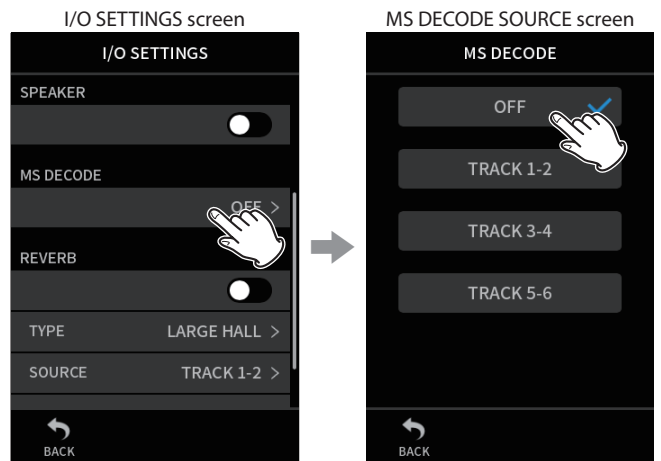 I/O SETTINGS screen
I/O SETTINGS
SPEAKER
MS DECODE
OFF >
REVERB
TYPE LARGE HALL >
SOURCE TRACK 1-2 >
BACK
MS DECODE SOURCE screen
MS DECODE
OFF
TRACK 1-2
TRACK 3-4
TRACK 5-6
BACK